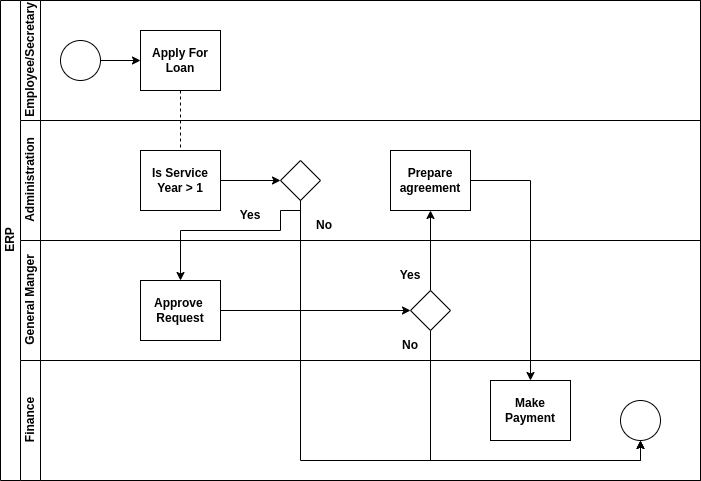 ERP
Employee/Secretary
Apply For
Loan
Administration
Is Service
Year > 1
Yes
No
Prepare
agreement
General Manger
Approve
Request
Yes
No
Finance
Make
Payment